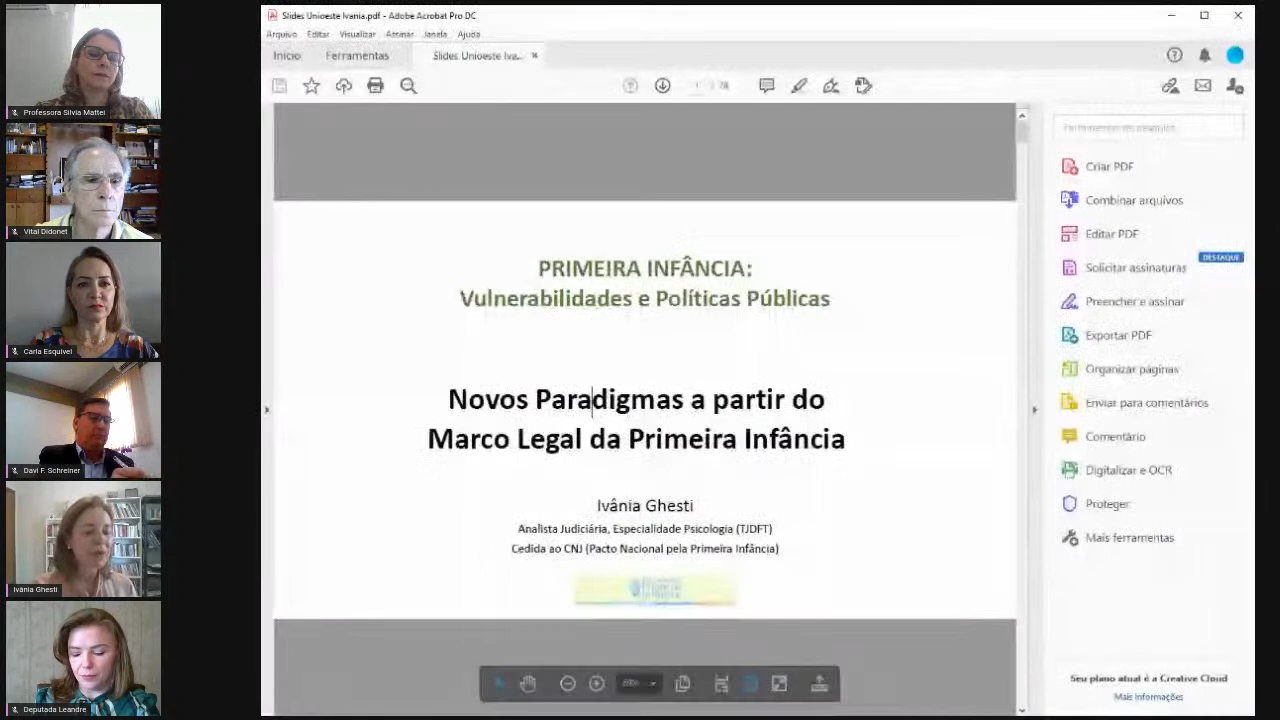 Professora Silvia Mattei
Vital Didonet
Carla Esquivel
Davi F. Schreiner
Ivânia Ghesti
Deputada Leandre
Slides Unioeste Ivania.pdf - Adobe Acrobat Pro DC
Arquivo Editar Visualizar Assinar Janela Ajuda
Início Ferramentas Slides Unioeste Iva...
PRIMEIRA INFÂNCIA:
Vulnerabilidades e Políticas Públicas
Novos Paradigmas a partir do
Marco Legal da Primeira Infância
Ivânia Ghesti
Analista Judiciária, Especialidade Psicologia (TJDFT)
Cedida ao CNJ (Pacto Nacional pela Primeira Infância)
Criar PDF
Combinar arquivos
Editar PDF
DESTAQUE
Solicitar assinaturas
Preencher e assinar
Exportar PDF
Organizar páginas
Enviar para comentários
Comentário
Digitalizar e OCR
Proteger
Mais ferramentas
Seu plano atual é a Creative Cloud
Mais Informações